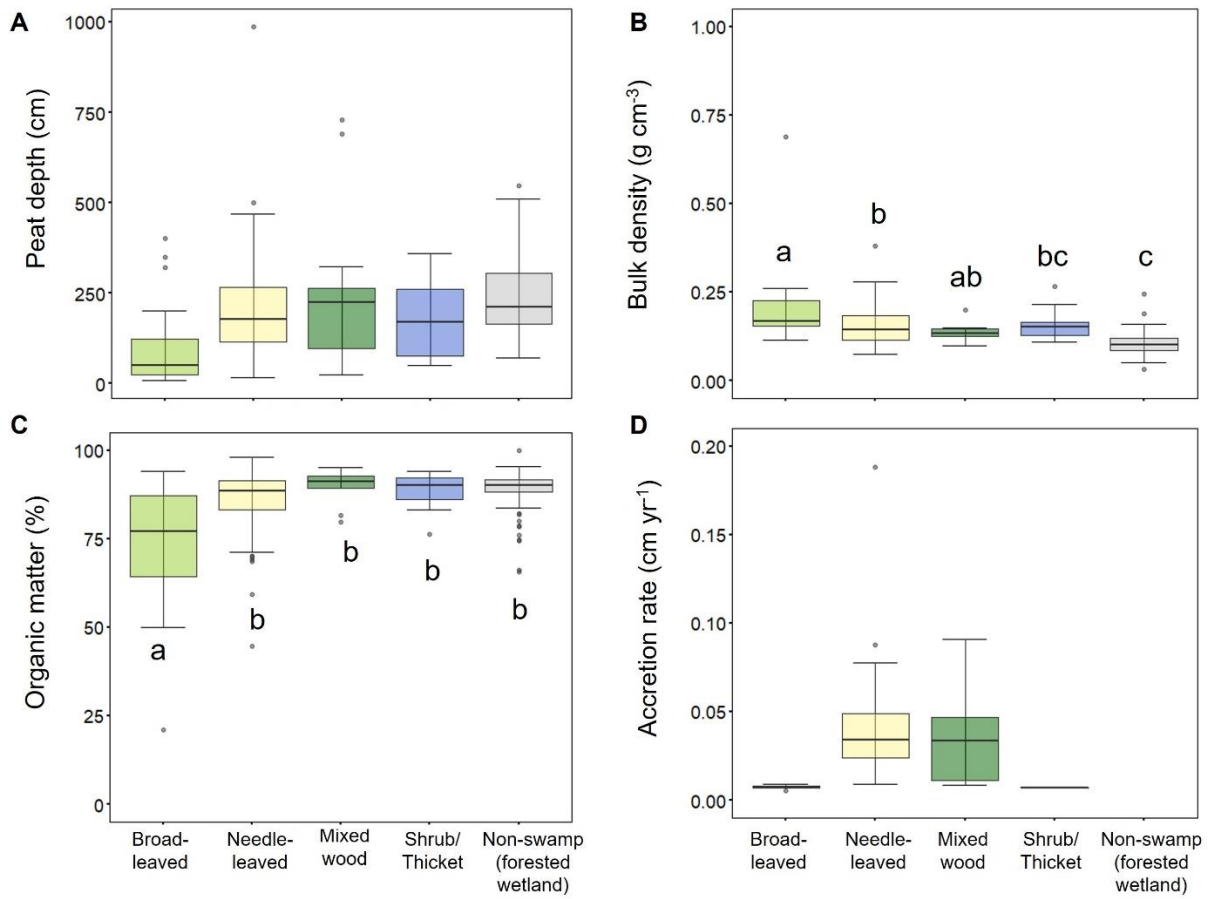 A
Peat depth (cm)
1000
750
500
250
0
B
Bulk density (g cm-3)
1.00
0.75
0.50
0.25
0.00
a
b
ab
bc
c
C
Organic matter (%)
100
75
50
25
0
a
b
b
b
b
Broad-
leaved
Needle-
leaved
Mixed
wood
Shrub/
Thicket
Non-swamp
(forested
wetland)
D
Accretion rate (cm yr-1)
0.20
0.15
0.10
0.05
0.00
Broad-
leaved
Needle-
leaved
Mixed
wood
Shrub/
Thicket
Non-swamp
(forested
wetland)